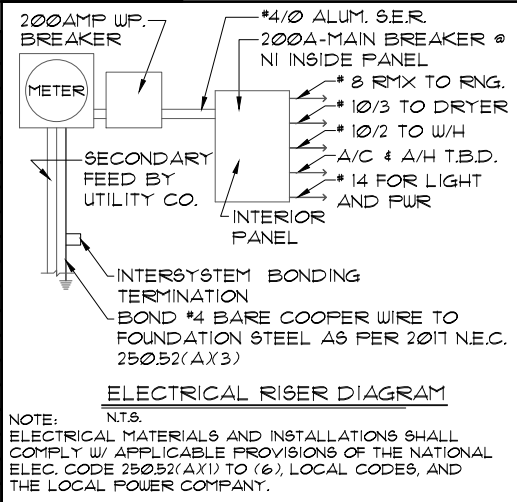 200AMP WP.
BREAKER
#4/0 ALUM. S.E.R.
200A-MAIN BREAKER @
NI INSIDE PANEL
METER
# 8 RMX TO RNG.
# 10/3 TO DRYER
# 10/2 TO W/H
A/C & A/H T.B.D.
# 14 FOR LIGHT
AND PWR
SECONDARY
FEED BY
UTILITY CO.
INTERIOR
PANEL
INTERSYSTEM BONDING
TERMINATION
BOND #4 BARE COOPER WIRE TO
FOUNDATION STEEL AS PER 2017 N.E.C.
250.52(A)(3)
ELECTRICAL RISER DIAGRAM
N.T.S.
NOTE:
ELECTRICAL MATERIALS AND INSTALLATIONS SHALL
COMPLY W/ APPLICABLE PROVISIONS OF THE NATIONAL
ELEC. CODE 250.52(A)(1) TO (6), LOCAL CODES, AND
THE LOCAL POWER COMPANY.